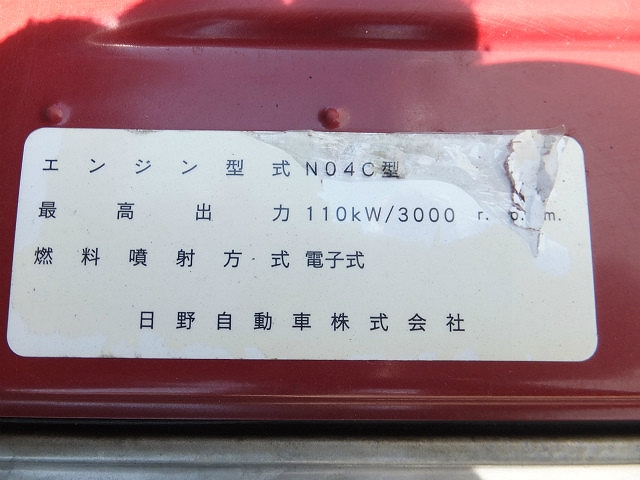 エンジン型式 N04C型
最高出力 110kW/3000 r.p.m.
燃料噴射方式 電子式
日野自動車株式会社